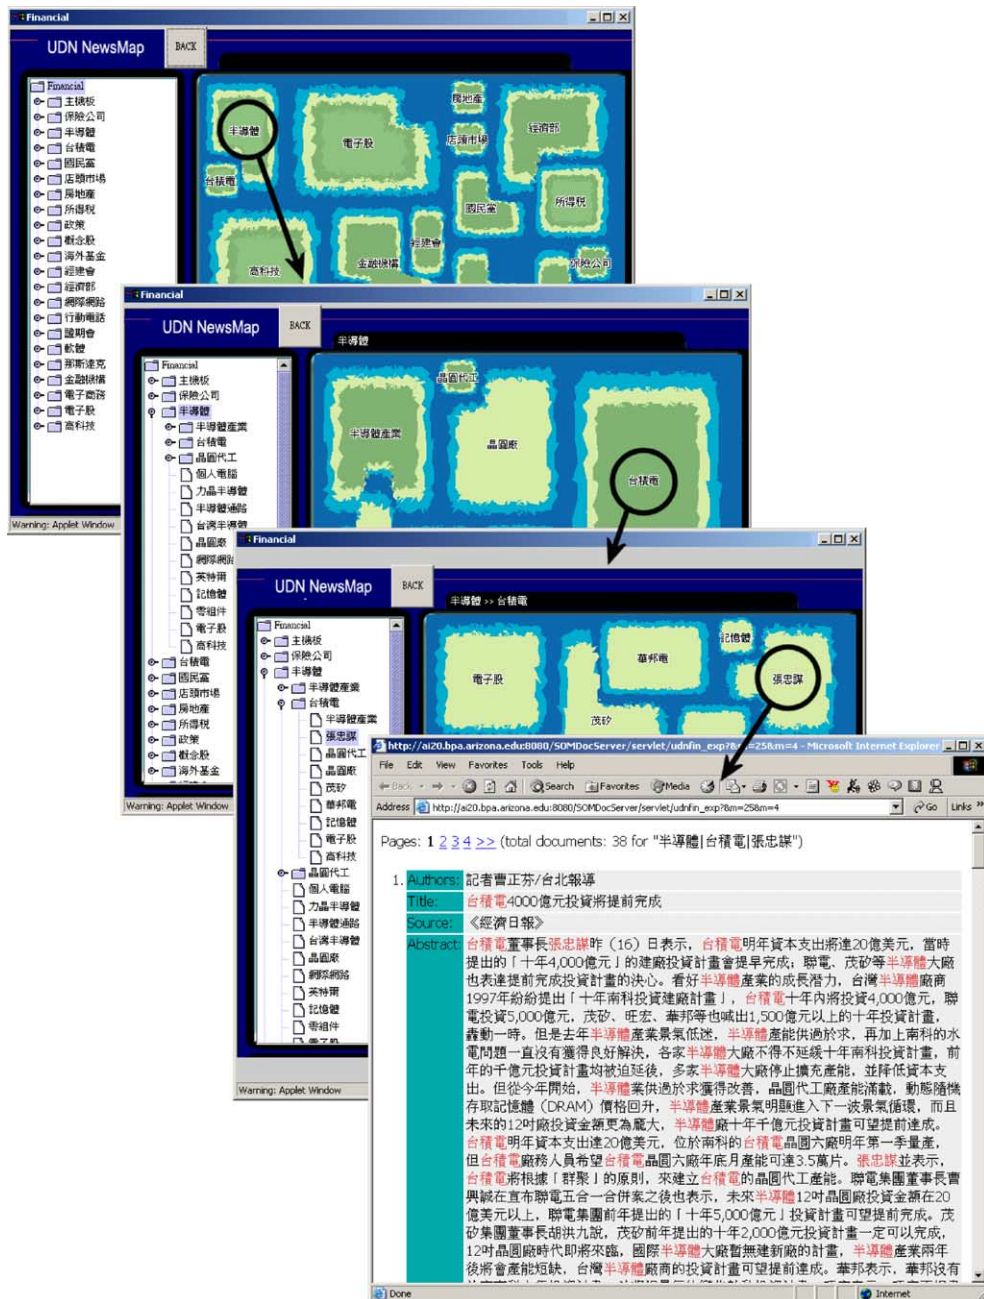 Financial
UDN NewsMap
BACK
Financial
主機板
保險公司
半導體
台積電
國民黨
店頭市場
房地產
所得稅
政策
概念股
海外基金
經建會
經濟部
網際網路
行動電話
證期會
軟體
那斯達克
金融機構
電子商務
電子股
高科技
半導體
電子股
房地產
店頭市場
經濟部
台積電
國民黨
所得稅
高科技
金融機構
經建會
保險公司
Warning: Applet Window
Financial
UDN NewsMap
BACK
半導體
Financial
主機板
保險公司
半導體
半導體產業
台積電
晶圓代工
個人電腦
力晶半導體
半導體通路
台灣半導體
晶圓廠
網際網路
英特爾
記憶體
零組件
電子股
高科技
台積電
國民黨
店頭市場
房地產
所得稅
政策
概念股
海外基金
晶圓代工
半導體產業
晶圓廠
台積電
Warning: Applet Window
Financial
UDN NewsMap
BACK
半導體 >> 台積電
Financial
主機板
保險公司
半導體
半導體產業
台積電
半導體產業
張忠謀
晶圓代工
晶圓廠
茂矽
華邦電
記憶體
電子股
高科技
晶圓代工
個人電腦
力晶半導體
半導體通路
台灣半導體
晶圓廠
網際網路
英特爾
記憶體
零組件
電子股
電子股
華邦電
記憶體
張忠謀
茂矽
Warning: Applet Window
http://ai20.bpa.arizona.edu:8080/SOMDocServer/servlet/udnfin_exp?&m=25&m=4 - Microsoft Internet Explorer
File Edit View Favorites Tools Help
Back Search Favorites Media
Address http://ai20.bpa.arizona.edu:8080/SOMDocServer/servlet/udnfin_exp?&m=25&m=4 Go Links »
Pages: 1 2 3 4 >> (total documents: 38 for "半導體|台積電|張忠謀")
1. Authors: 記者曹正芬/台北報導
Title: 台積電4000億元投資將提前完成
Source: 《經濟日報》
Abstract: 台積電董事長張忠謀昨（16）日表示，台積電明年資本支出將達20億美元，當時
提出的「十年4,000億元」的建廠投資計畫會提早完成；聯電、茂矽等半導體大廠
也表達提前完成投資計畫的決心。看好半導體產業的成長潛力，台灣半導體廠商
1997年紛紛提出「十年南科投資建廠計畫」，台積電十年內將投資4,000億元，聯
電投資5,000億元，茂矽、旺宏、華邦等也喊出1,500億元以上的十年投資計畫，
轟動一時。但是去年半導體產業景氣低迷，半導體產能供過於求，再加上南科的水
電問題一直沒有獲得良好解決，各家半導體大廠不得不延緩十年南科投資計畫，前
年的千億元投資計畫均被迫延後，多家半導體大廠停止擴充產能，並降低資本支
出。但從今年開始，半導體業供過於求獲得改善，晶圓代工廠產能滿載，動態隨機
存取記憶體（DRAM）價格回升，半導體產業景氣明顯進入下一波景氣循環，而且
未來的12吋廠投資金額更為龐大，半導體廠十年千億元投資計畫可望提前達成。
台積電明年資本支出達20億美元，位於南科的台積電晶圓六廠明年第一季量產，
但台積電廠務人員希望台積電晶圓六廠年底月產能可達3.5萬片。張忠謀並表示，
台積電將根據「群聚」的原則，來建立台積電的晶圓代工產能。聯電集團董事長曹
興誠在宣布聯電五合一合併案之後也表示，未來半導體12吋晶圓廠投資金額在20
億美元以上，聯電集團前年提出的「十年5,000億元」投資計畫可望提前完成。茂
矽集團董事長胡洪九說，茂矽前年提出的十年2,000億元投資計畫一定可以完成，
12吋晶圓廠時代即將來臨，國際半導體大廠暫無建新廠的計畫，半導體產業兩年
後將會產能短缺，台灣半導體廠商的投資計畫可望提前達成。華邦表示，華邦沒有
Done Internet